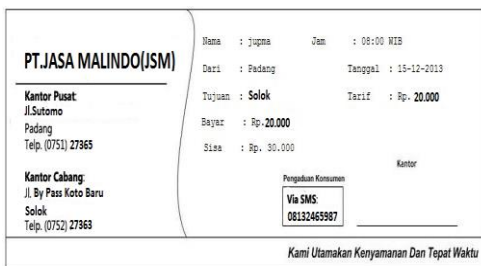 PT.JASA MALINDO(JSM)
Kantor Pusat:
Jl.Sutomo
Padang
Telp. (0751) 27365
Kantor Cabang:
Jl. By Pass Koto Baru
Solok
Telp. (0752) 27363
Nama : jupma Jam : 08:00 WIB
Dari : Padang Tanggal : 15-12-2013
Tujuan : Solok Tarif : Rp. 20.000
Bayar : Rp.20.000
Sisa : Rp. 30.000
Kantor
Pengaduan Konsumen
Via SMS:
08132465987
Kami Utamakan Kenyamanan Dan Tepat Waktu